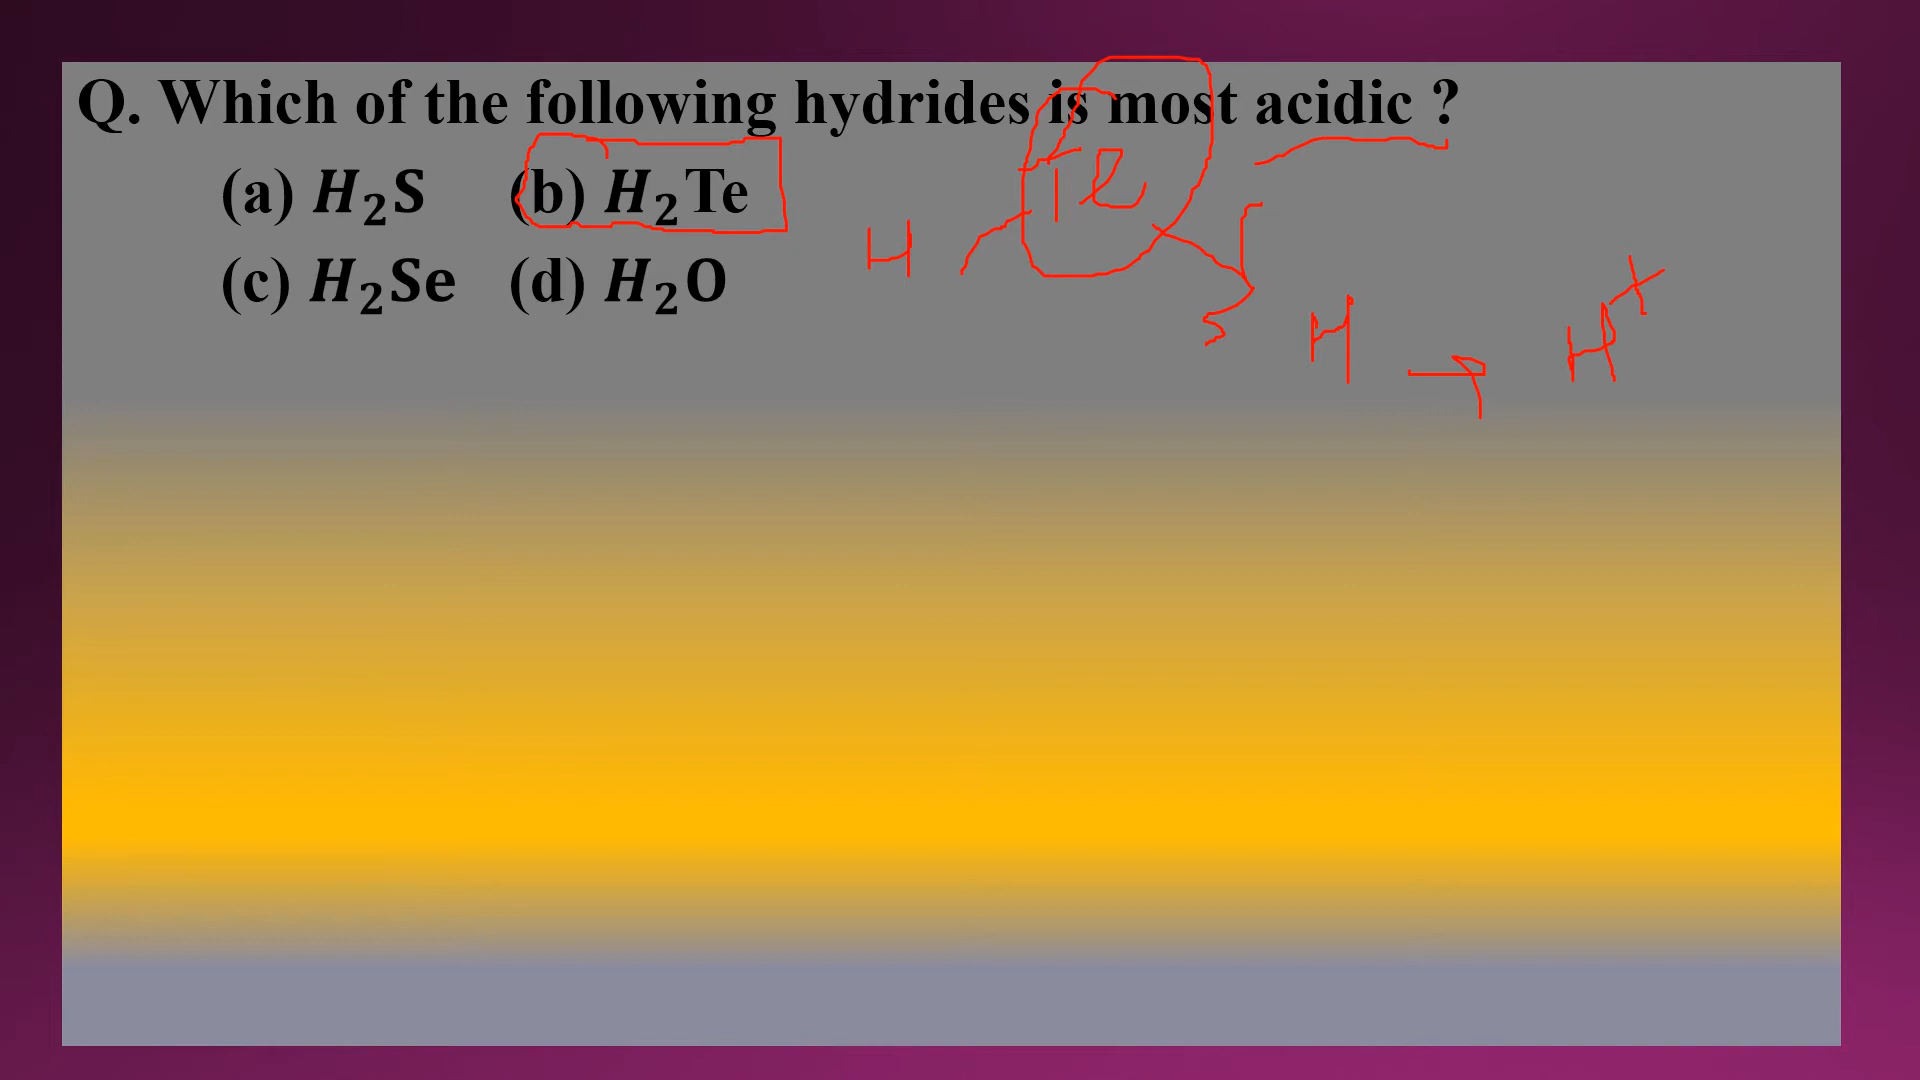 Q. Which of the following hydrides is most acidic ?
(a) H₂S (b) H₂Te
(c) H₂Se (d) H₂O
Te
H
H → H⁺